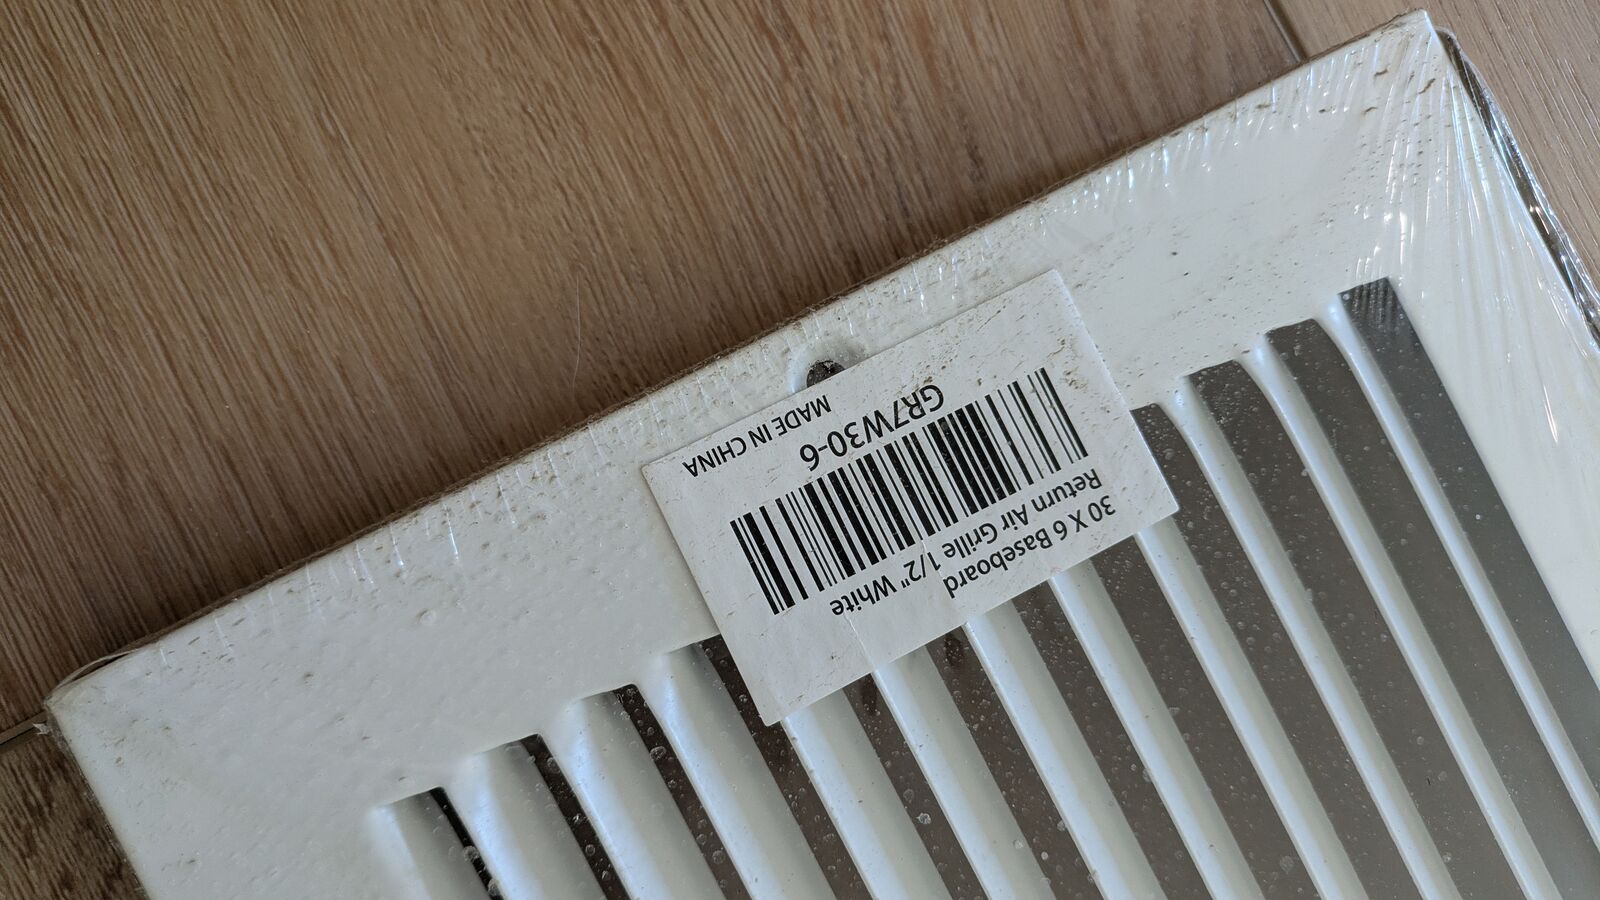 30 X 6 Baseboard
Return Air Grille 1/2" White
GR7W30-6
MADE IN CHINA